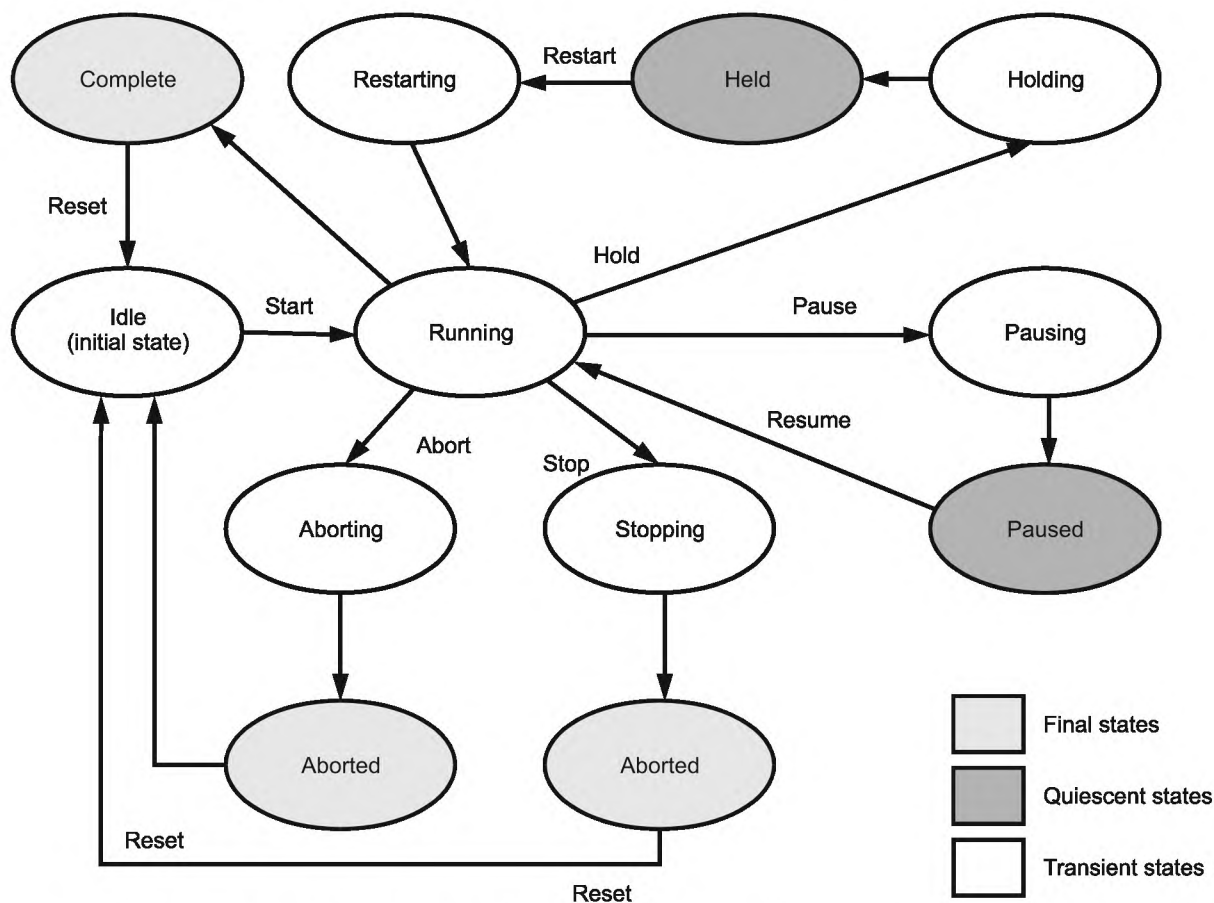 Complete
Restarting
Restart
Held
Holding
Reset
Hold
Idle
(initial state)
Start
Running
Pause
Pausing
Resume
Abort
Stop
Aborting
Stopping
Paused
Aborted
Aborted
Final states
Quiescent states
Transient states
Reset
Reset